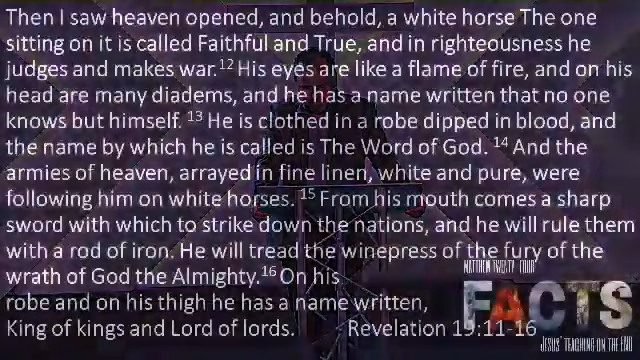 Then I saw heaven opened, and behold, a white horse The one
sitting on it is called Faithful and True, and in righteousness he
judges and makes war.¹² His eyes are like a flame of fire, and on his
head are many diadems, and he has a name written that no one
knows but himself. ¹³ He is clothed in a robe dipped in blood, and
the name by which he is called is The Word of God. ¹⁴ And the
armies of heaven, arrayed in fine linen, white and pure, were
following him on white horses. ¹⁵ From his mouth comes a sharp
sword with which to strike down the nations, and he will rule them
with a rod of iron. He will tread the winepress of the fury of the
wrath of God the Almighty.¹⁶ On his
robe and on his thigh he has a name written,
King of kings and Lord of lords. Revelation 19:11-16
MATTHEW TWENTY FOUR
FACTS
JESUS' TEACHING ON THE END